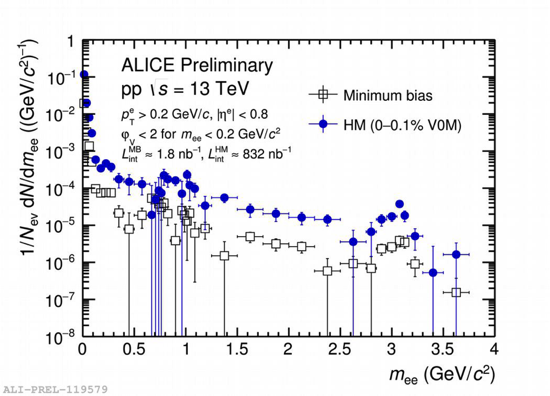 ALICE Preliminary
pp √s = 13 TeV
p_T^e > 0.2 GeV/c, |η^e| < 0.8
φ_V < 2 for m_ee < 0.2 GeV/c²
L_int^MB ≈ 1.8 nb⁻¹, L_int^HM ≈ 832 nb⁻¹
Minimum bias
HM (0–0.1% V0M)
1/N_ev dN/dm_ee ((GeV/c²)⁻¹)
1
10⁻¹
10⁻²
10⁻³
10⁻⁴
10⁻⁵
10⁻⁶
10⁻⁷
10⁻⁸
0 0.5 1 1.5 2 2.5 3 3.5 4
m_ee (GeV/c²)
ALI-PREL-119579